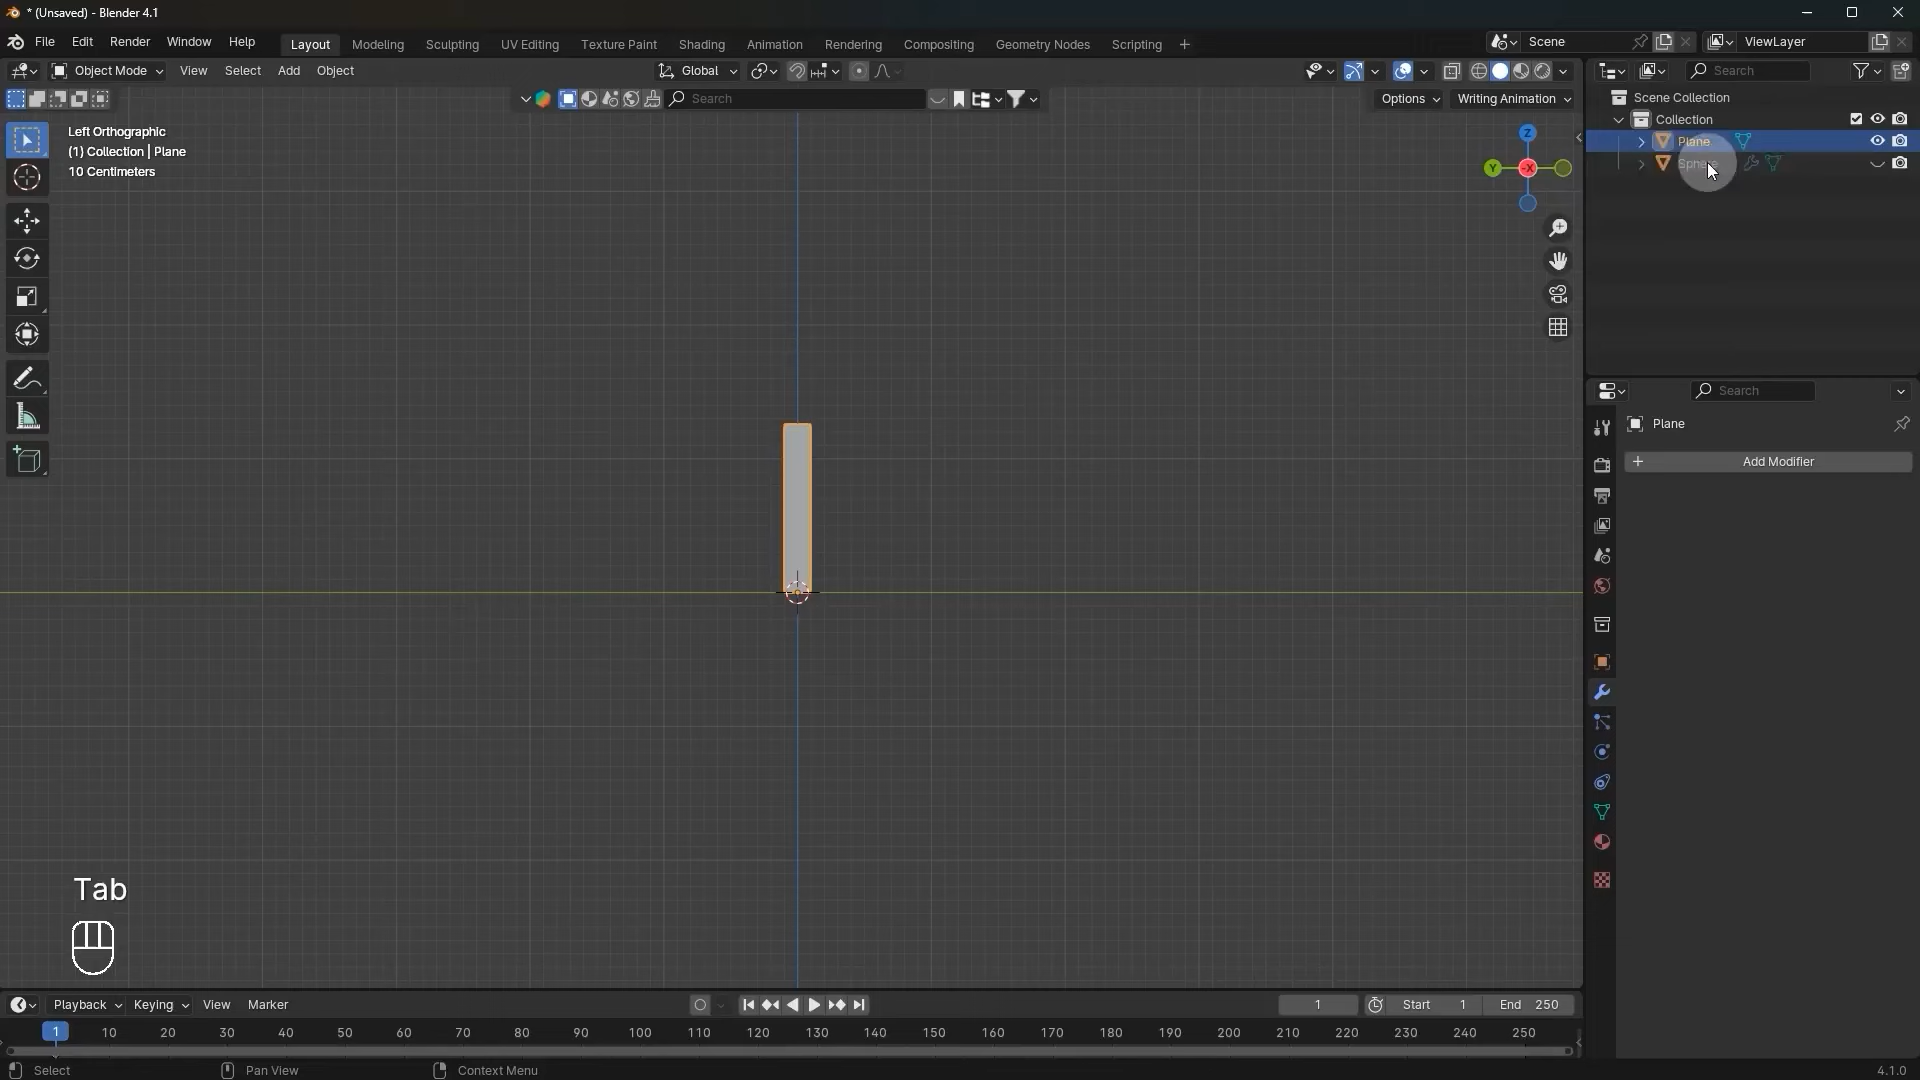 * (Unsaved) - Blender 4.1
File Edit Render Window Help
Layout Modeling Sculpting UV Editing Texture Paint Shading Animation Rendering Compositing Geometry Nodes Scripting +
Scene
ViewLayer
Object Mode View Select Add Object
Global
Search
Search
Options
Writing Animation
Scene Collection
Collection
Plane
Sphere
Left Orthographic
(1) Collection | Plane
10 Centimeters
Z
Y
-X
Search
Plane
+ Add Modifier
Tab
Playback Keying View Marker
1
Start 1
End 250
1 10 20 30 40 50 60 70 80 90 100 110 120 130 140 150 160 170 180 190 200 210 220 230 240 250
Select
Pan View
Context Menu
4.1.0